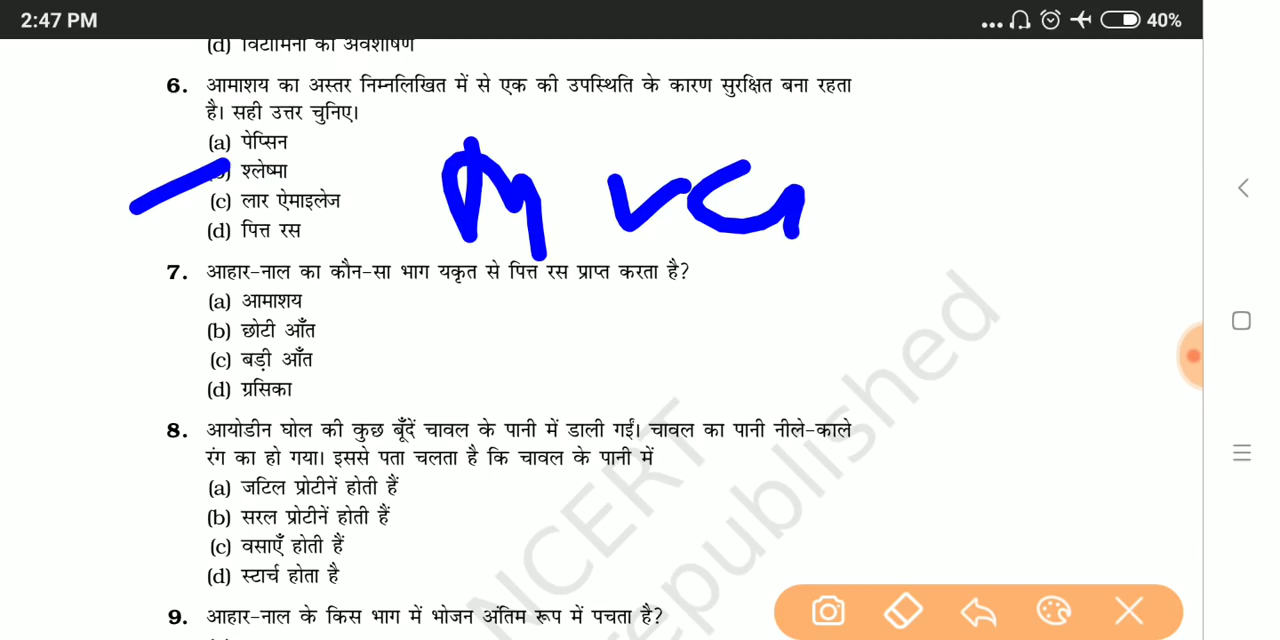 2:47 PM
40%
(d) विटामिनों का अवशोषण
6. आमाशय का अस्तर निम्नलिखित में से एक की उपस्थिति के कारण सुरक्षित बना रहता
है। सही उत्तर चुनिए।
(a) पेप्सिन
(b) श्लेष्मा
(c) लार ऐमाइलेज
(d) पित्त रस
7. आहार-नाल का कौन-सा भाग यकृत से पित्त रस प्राप्त करता है?
(a) आमाशय
(b) छोटी आँत
(c) बड़ी आँत
(d) ग्रसिका
8. आयोडीन घोल की कुछ बूँदें चावल के पानी में डाली गईं। चावल का पानी नीले-काले
रंग का हो गया। इससे पता चलता है कि चावल के पानी में
(a) जटिल प्रोटीनें होती हैं
(b) सरल प्रोटीनें होती हैं
(c) वसाएँ होती हैं
(d) स्टार्च होता है
9. आहार-नाल के किस भाग में भोजन अंतिम रूप में पचता है?
NCERT
republished